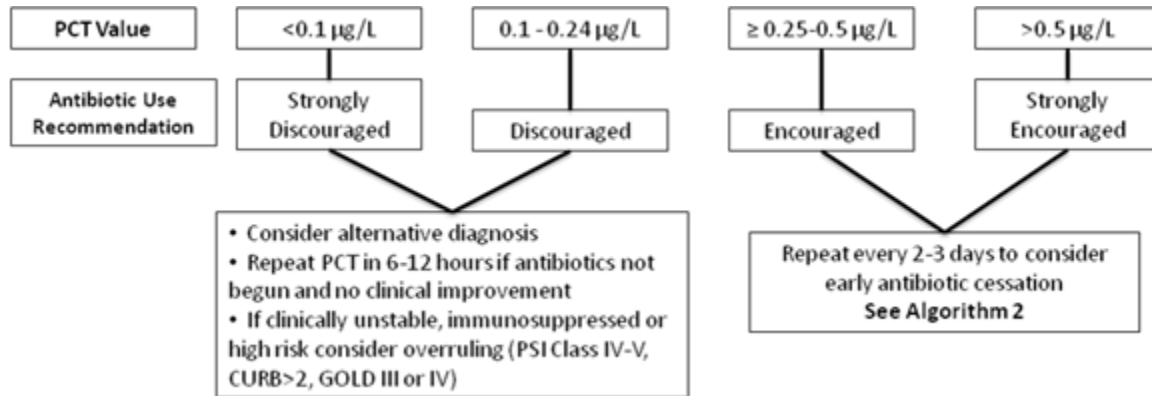 PCT Value
<0.1 µg/L
0.1 - 0.24 µg/L
≥ 0.25-0.5 µg/L
>0.5 µg/L
Antibiotic Use
Recommendation
Strongly
Discouraged
Discouraged
Encouraged
Strongly
Encouraged
• Consider alternative diagnosis
• Repeat PCT in 6-12 hours if antibiotics not
begun and no clinical improvement
• If clinically unstable, immunosuppressed or
high risk consider overruling (PSI Class IV-V,
CURB>2, GOLD III or IV)
Repeat every 2-3 days to consider
early antibiotic cessation
See Algorithm 2